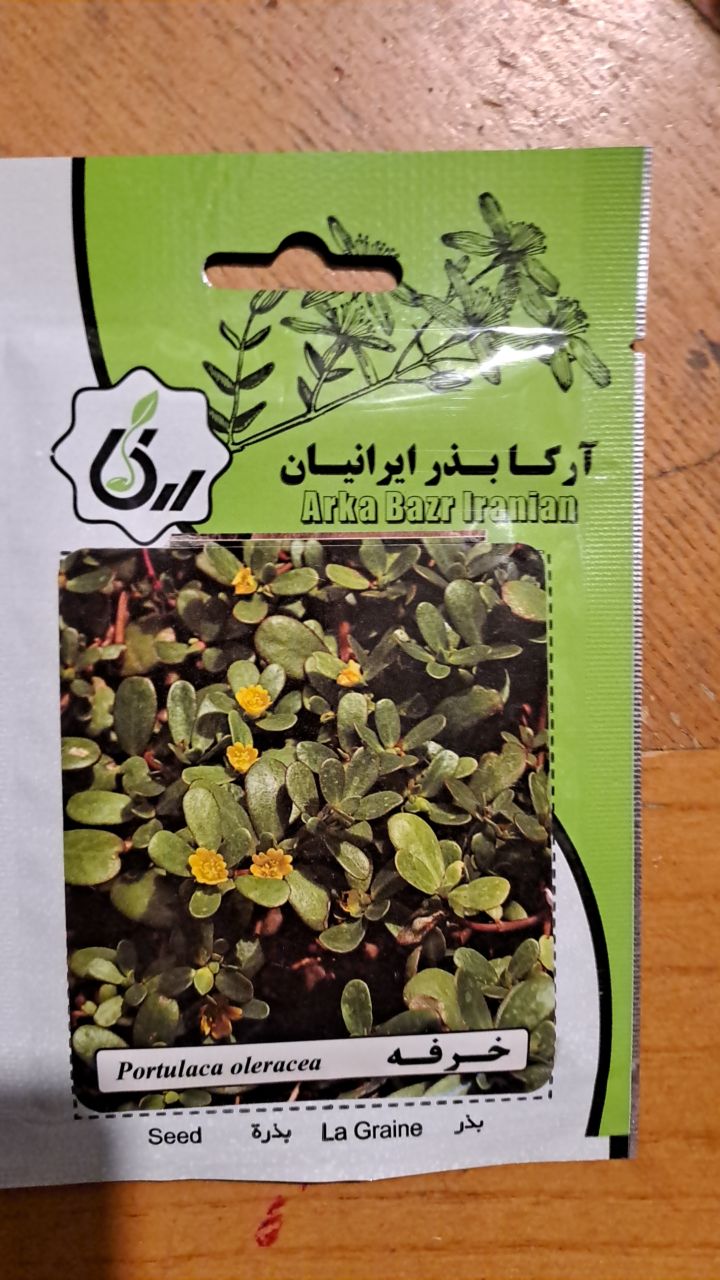 آرکا بذر ایرانیان
Arka Bazr Iranian
Portulaca oleracea خرفه
Seed بذرة La Graine بذر